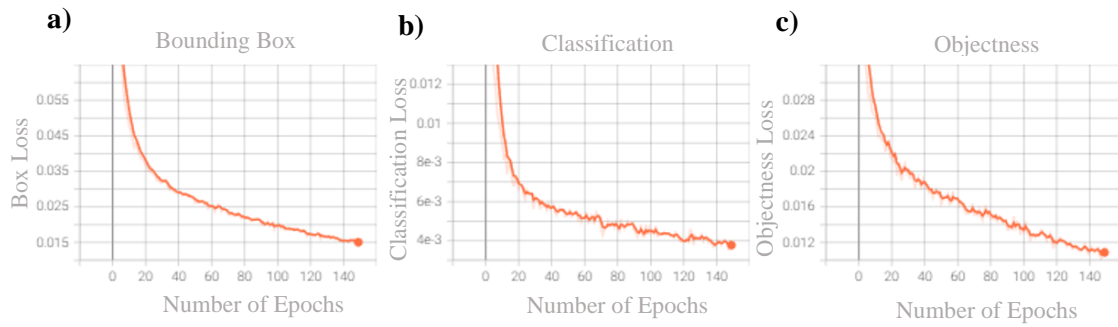 a)
Bounding Box
0.055
0.045
0.035
0.025
0.015
Box Loss
0 20 40 60 80 100 120 140
Number of Epochs
b)
Classification
0.012
0.01
8e-3
6e-3
4e-3
Classification Loss
0 20 40 60 80 100 120 140
Number of Epochs
c)
Objectness
0.028
0.024
0.02
0.016
0.012
Objectness Loss
0 20 40 60 80 100 120 140
Number of Epochs